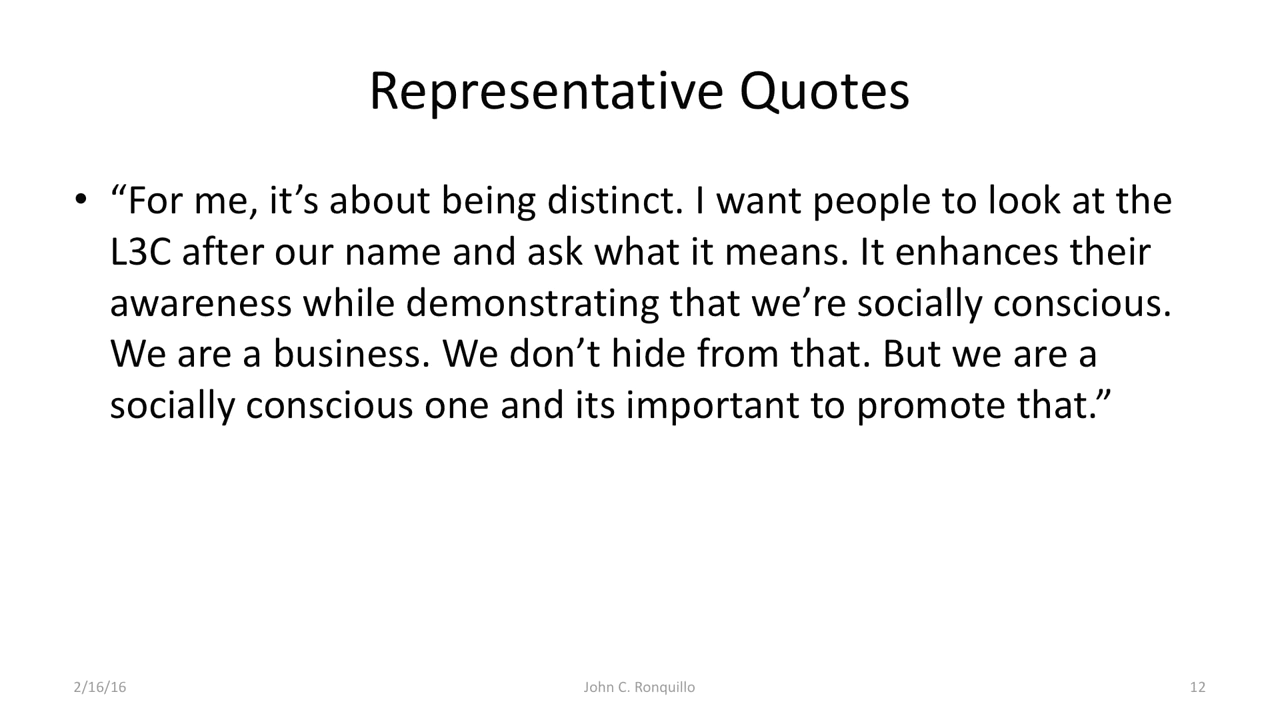 Representative Quotes
• “For me, it’s about being distinct. I want people to look at the
L3C after our name and ask what it means. It enhances their
awareness while demonstrating that we’re socially conscious.
We are a business. We don’t hide from that. But we are a
socially conscious one and its important to promote that.”
2/16/16
John C. Ronquillo
12